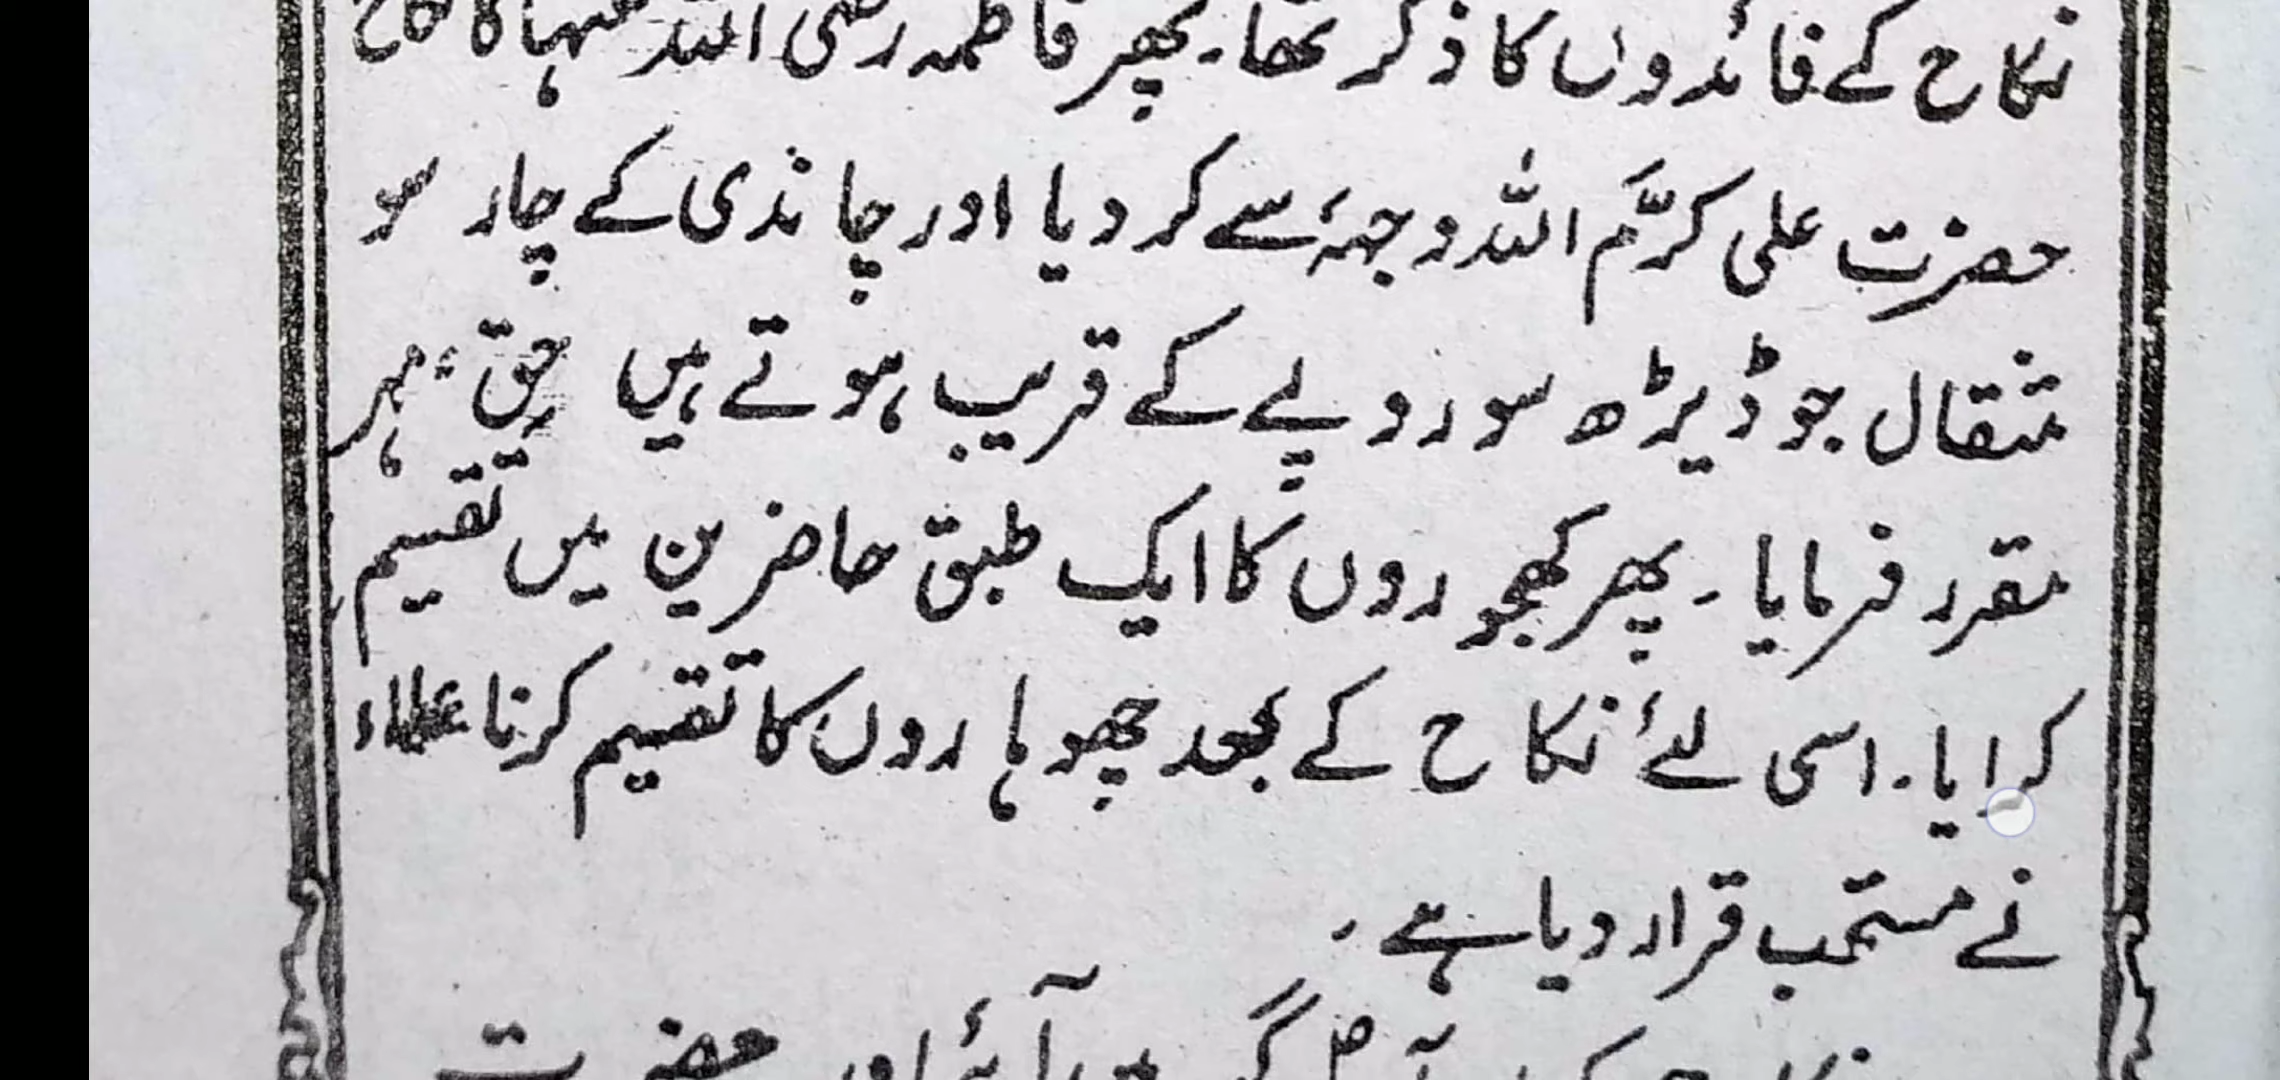 نکاح کے فائدوں کا ذکر تھا۔ پھر فاطمہ رضی اللہ عنہا کا نکاح
حضرت علی کرَّمَ اللہ وجہہٗ سے کر دیا اور چاندی کے چار سو
مثقال جو ڈیڑھ سو روپے کے قریب ہوتے ہیں حِق مہر
مقرر فرمایا۔ پھر کھجوروں کا ایک طبق حاضرین میں تقسیم
کرایا۔ اسی لئے نکاح کے بعد چھوہاروں کا تقسیم کرنا علماء
نے مستحب قرار دیا ہے۔